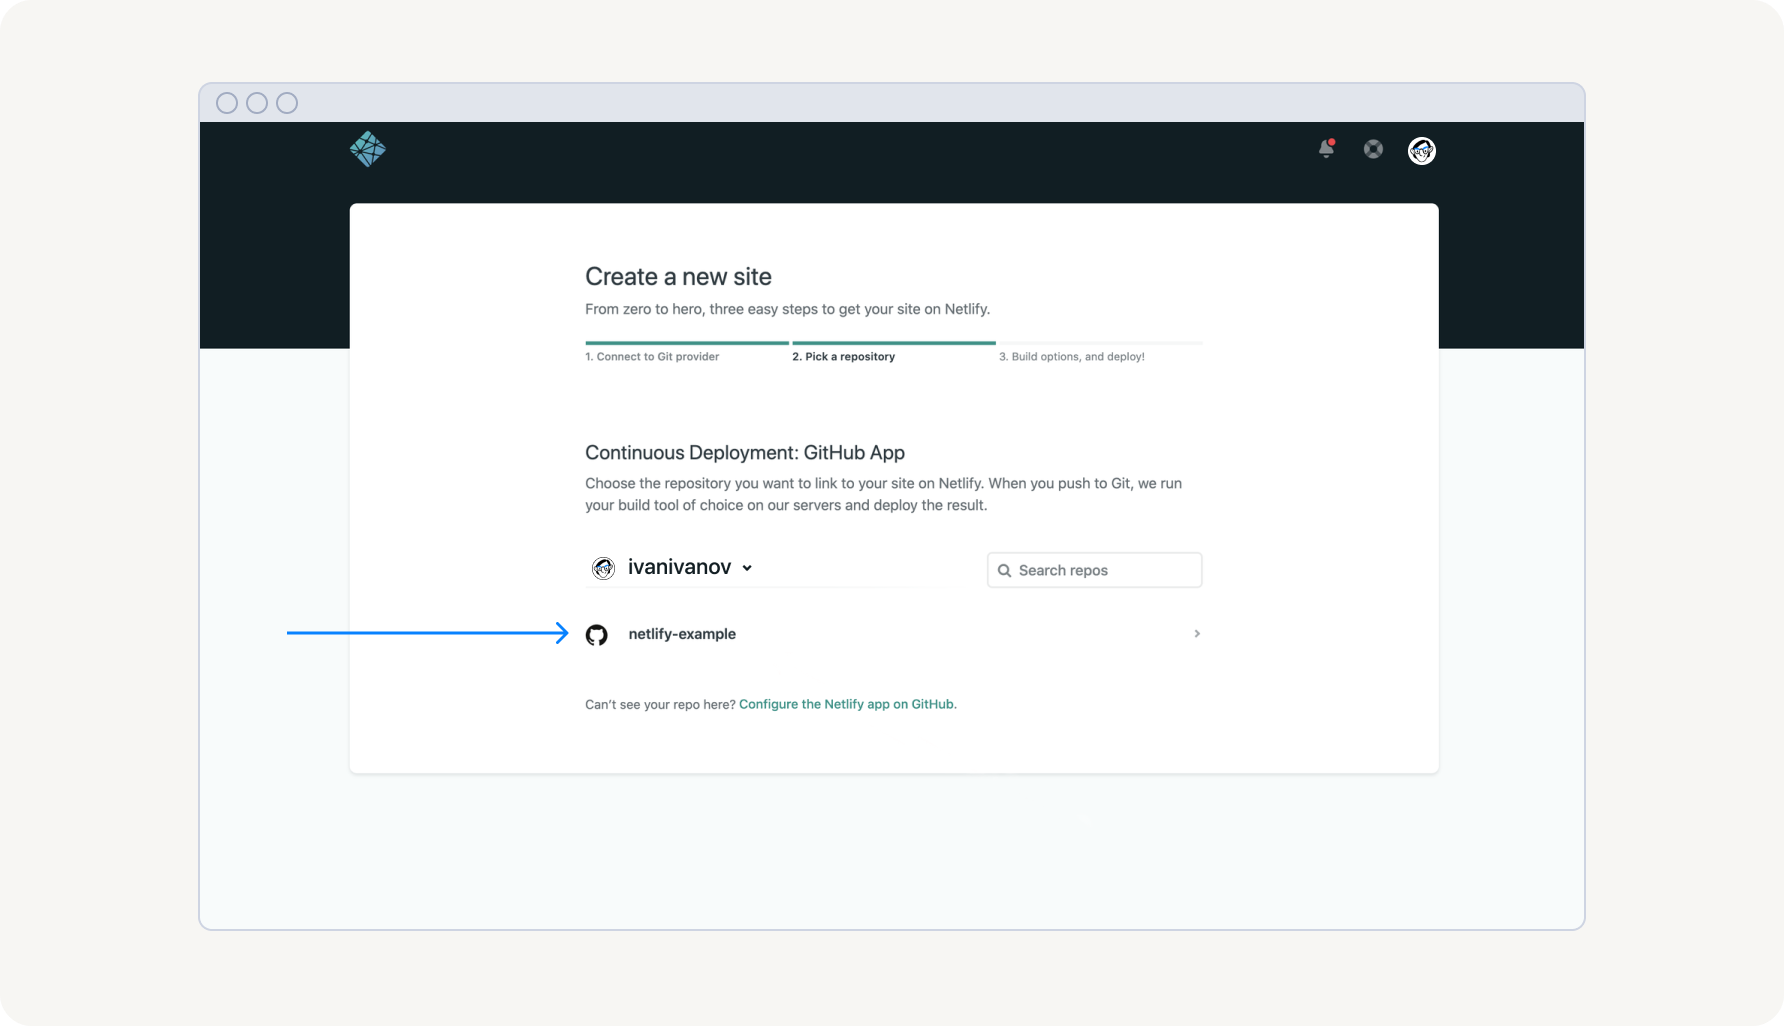 Create a new site
From zero to hero, three easy steps to get your site on Netlify.
1. Connect to Git provider
2. Pick a repository
3. Build options, and deploy!
Continuous Deployment: GitHub App
Choose the repository you want to link to your site on Netlify. When you push to Git, we run
your build tool of choice on our servers and deploy the result.
ivanivanov
Search repos
netlify-example
Can't see your repo here? Configure the Netlify app on GitHub.